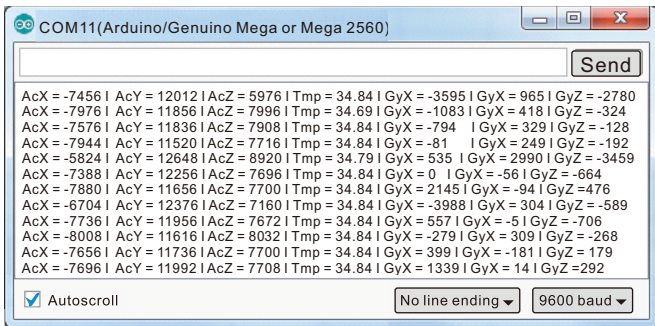 COM11(Arduino/Genuino Mega or Mega 2560)
Send
AcX = -7456 I AcY = 12012 I AcZ = 5976 I Tmp = 34.84 I GyX = -3595 I GyX = 965 I GyZ = -2780
AcX = -7976 I AcY = 11856 I AcZ = 7996 I Tmp = 34.69 I GyX = -1083 I GyX = 418 I GyZ = -324
AcX = -7576 I AcY = 11836 I AcZ = 7908 I Tmp = 34.84 I GyX = -794 I GyX = 329 I GyZ = -128
AcX = -7944 I AcY = 11520 I AcZ = 7716 I Tmp = 34.84 I GyX = -81 I GyX = 249 I GyZ = -192
AcX = -5824 I AcY = 12648 I AcZ = 8920 I Tmp = 34.79 I GyX = 535 I GyX = 2990 I GyZ = -3459
AcX = -7388 I AcY = 12256 I AcZ = 7696 I Tmp = 34.84 I GyX = 0 I GyX = -56 I GyZ = -664
AcX = -7880 I AcY = 11656 I AcZ = 7700 I Tmp = 34.84 I GyX = 2145 I GyX = -94 I GyZ =476
AcX = -6704 I AcY = 12376 I AcZ = 7160 I Tmp = 34.84 I GyX = -3988 I GyX = 304 I GyZ = -589
AcX = -7736 I AcY = 11956 I AcZ = 7672 I Tmp = 34.84 I GyX = 557 I GyX = -5 I GyZ = -706
AcX = -8008 I AcY = 11616 I AcZ = 8032 I Tmp = 34.84 I GyX = -279 I GyX = 309 I GyZ = -268
AcX = -7656 I AcY = 11736 I AcZ = 7700 I Tmp = 34.84 I GyX = 399 I GyX = -181 I GyZ = 179
AcX = -7696 I AcY = 11992 I AcZ = 7708 I Tmp = 34.84 I GyX = 1339 I GyX = 14 I GyZ =292
Autoscroll No line ending 9600 baud